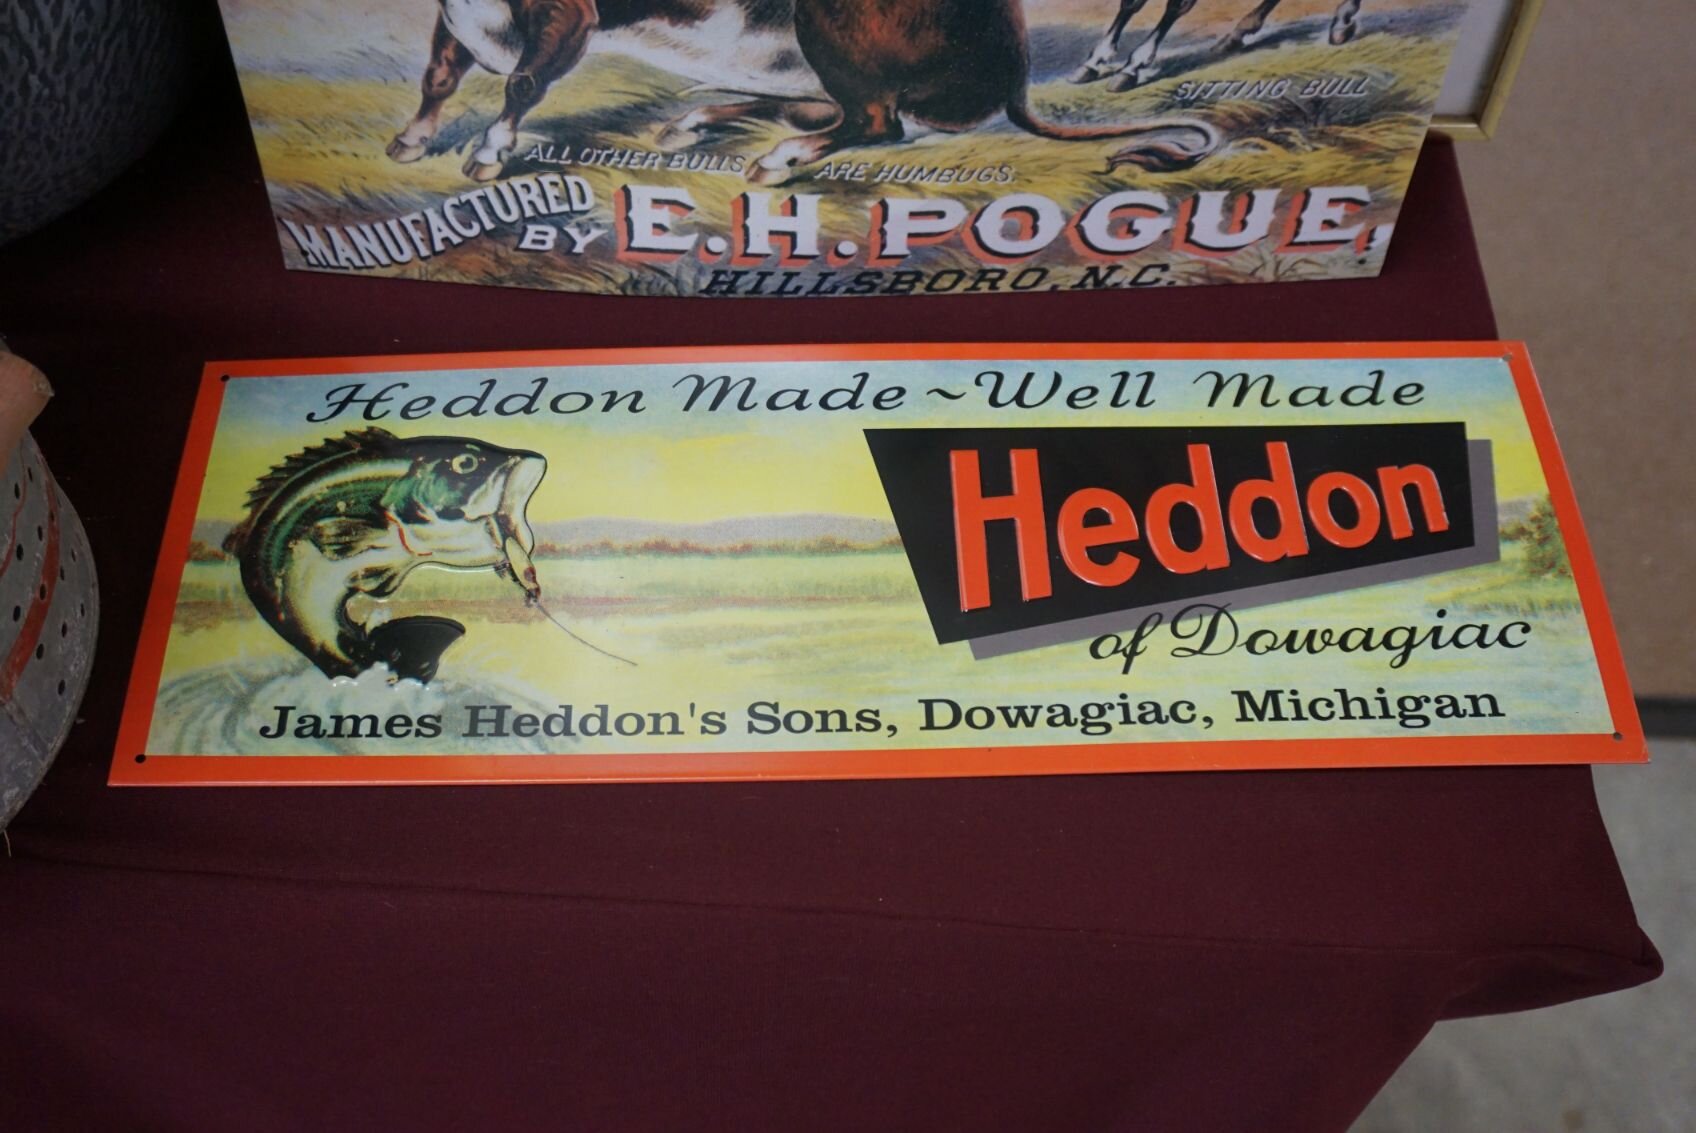 SITTING BULL
ALL OTHER BULLS ARE HUMBUGS.
MANUFACTURED BY E.H. POGUE,
HILLSBORO, N.C.
Heddon Made ~ Well Made
Heddon
of Dowagiac
James Heddon's Sons, Dowagiac, Michigan